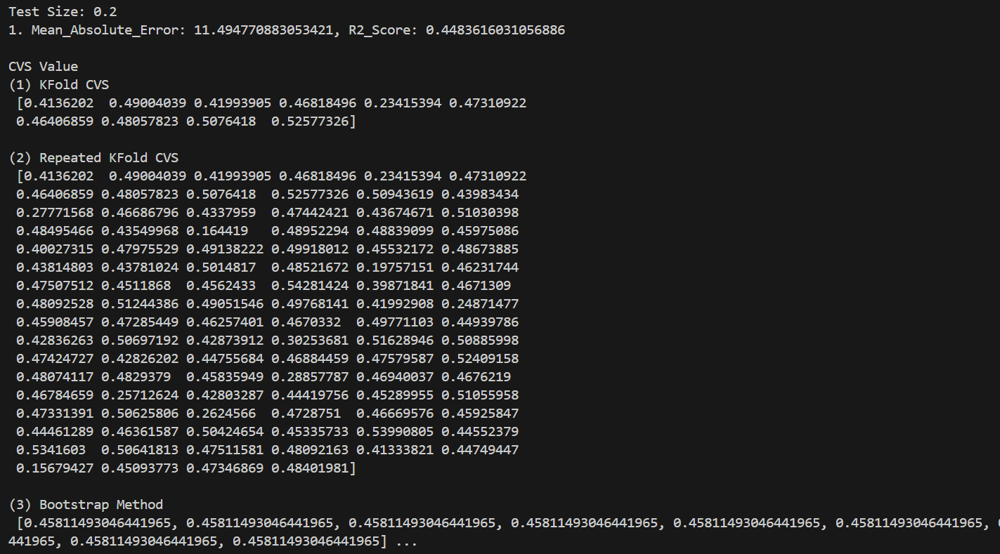 Test Size: 0.2
1. Mean_Absolute_Error: 11.494770883053421, R2_Score: 0.4483616031056886
CVS Value
(1) KFold CVS
[0.4136202  0.49004039 0.41993905 0.46818496 0.23415394 0.47310922
0.46406859 0.48057823 0.5076418  0.52577326]
(2) Repeated KFold CVS
[0.4136202  0.49004039 0.41993905 0.46818496 0.23415394 0.47310922
0.46406859 0.48057823 0.5076418  0.52577326 0.50943619 0.43983434
0.27771568 0.46686796 0.4337959  0.47442421 0.43674671 0.51030398
0.48495466 0.43549968 0.164419   0.48952294 0.48839099 0.45975086
0.40027315 0.47975529 0.49138222 0.49918012 0.45532172 0.48673885
0.43814803 0.43781024 0.5014817  0.48521672 0.19757151 0.46231744
0.47507512 0.4511868  0.4562433  0.54281424 0.39871841 0.4671309
0.48092528 0.51244386 0.49051546 0.49768141 0.41992908 0.24871477
0.45908457 0.47285449 0.46257401 0.4670332  0.49771103 0.44939786
0.42836263 0.50697192 0.42873912 0.30253681 0.51628946 0.50885998
0.47424727 0.42826202 0.44755684 0.46884459 0.47579587 0.52409158
0.48074117 0.4829379  0.45835949 0.28857787 0.46940037 0.4676219
0.46784659 0.25712624 0.42803287 0.44419756 0.45289955 0.51055958
0.47331391 0.50625806 0.2624566  0.4728751  0.46669576 0.45925847
0.44461289 0.46361587 0.50424654 0.45335733 0.53990805 0.44552379
0.5341603  0.50641813 0.47511581 0.48092163 0.41333821 0.44749447
0.15679427 0.45093773 0.47346869 0.48401981]
(3) Bootstrap Method
[0.45811493046441965, 0.45811493046441965, 0.45811493046441965, 0.45811493046441965, 0.45811493046441965, 0.45811493046441965,
441965, 0.45811493046441965, 0.45811493046441965] ...